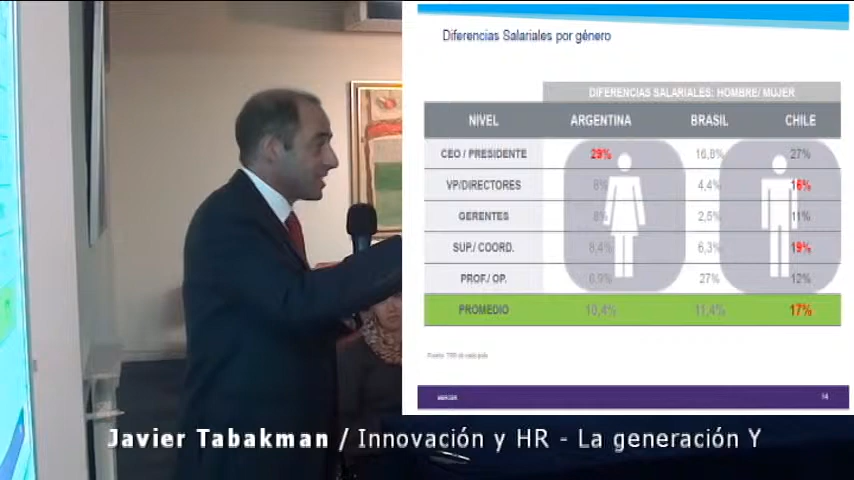 Diferencias Salariales por género
DIFERENCIAS SALARIALES: HOMBRE/ MUJER
NIVEL ARGENTINA BRASIL CHILE
CEO / PRESIDENTE 29% 16,8% 27%
VP/DIRECTORES 8% 4,4% 16%
GERENTES 8% 2,5% 11%
SUP./ COORD. 8,4% 6,3% 19%
PROF./ OP. 6,9% 27% 12%
PROMEDIO 10,4% 11,4% 17%
MERCER 14
Javier Tabakman / Innovación y HR - La generación Y